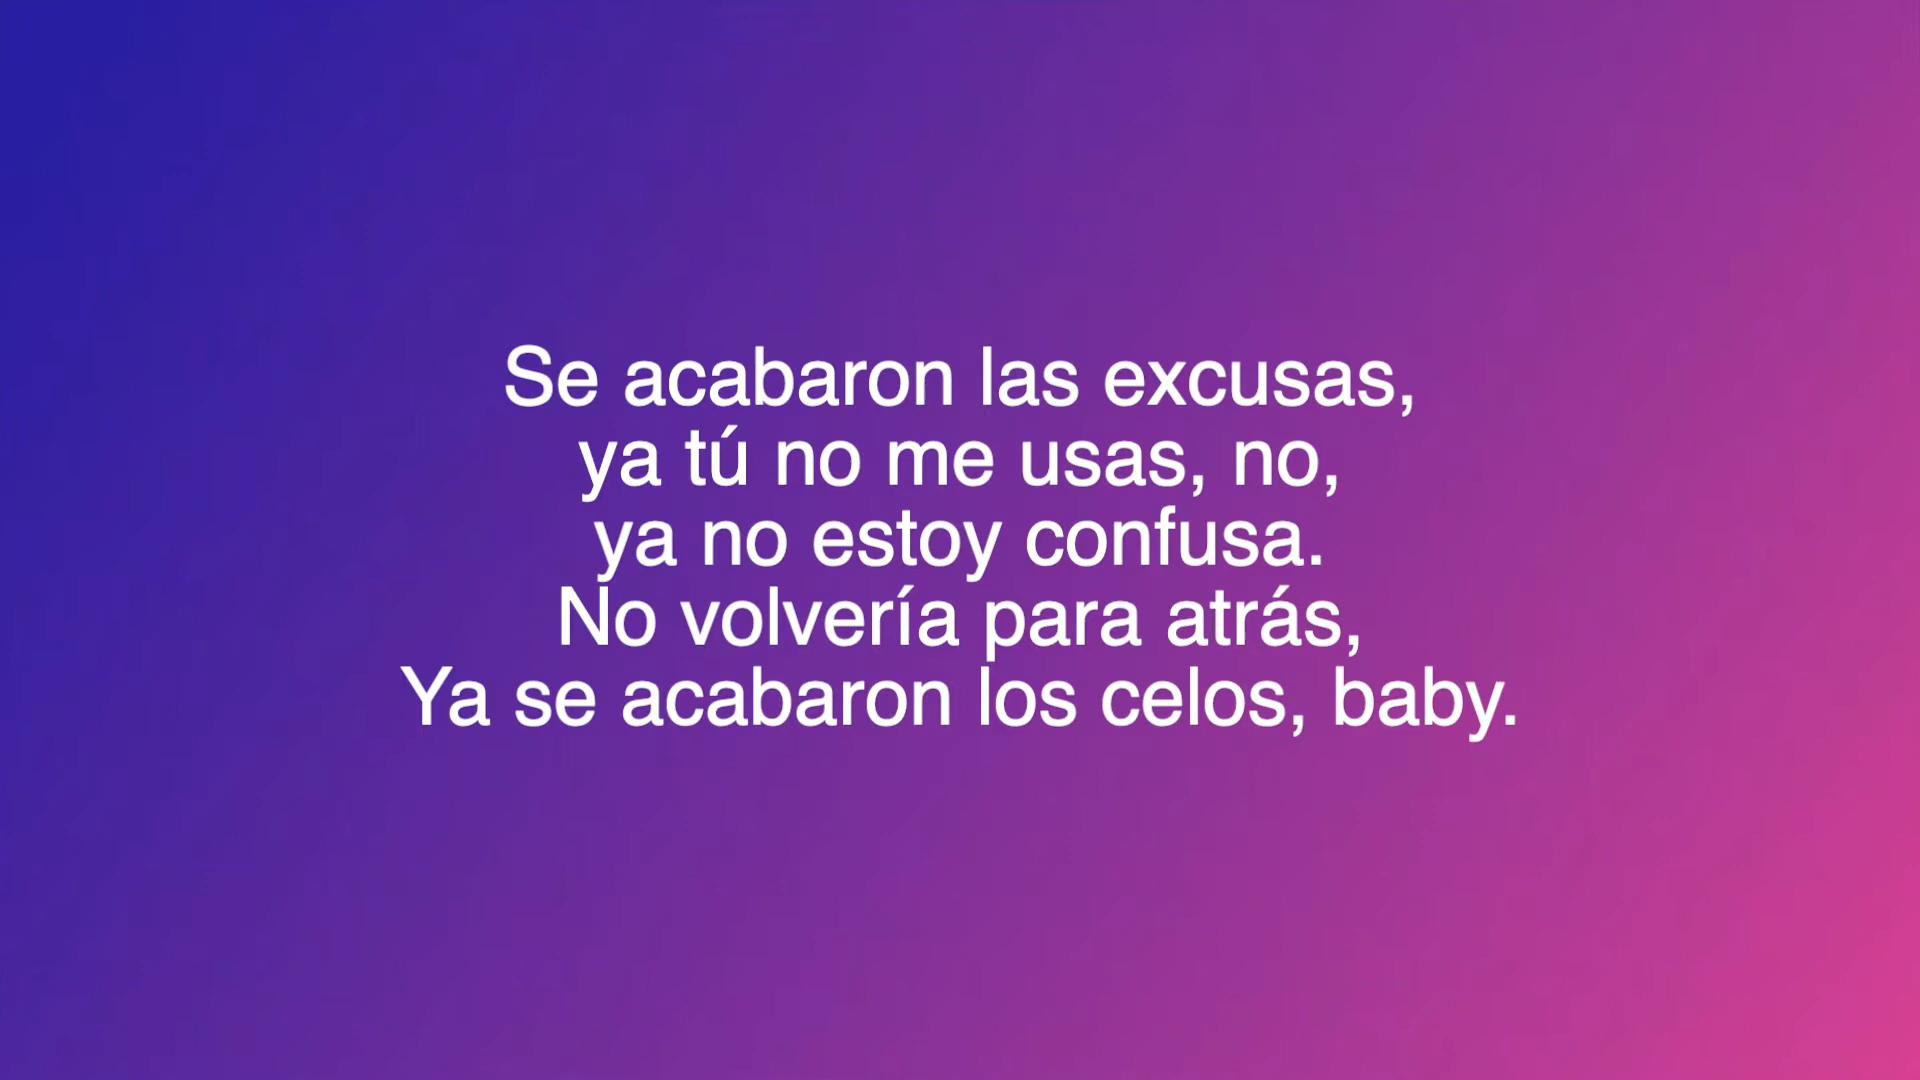 Se acabaron las excusas,
ya tú no me usas, no,
ya no estoy confusa.
No volvería para atrás,
Ya se acabaron los celos, baby.